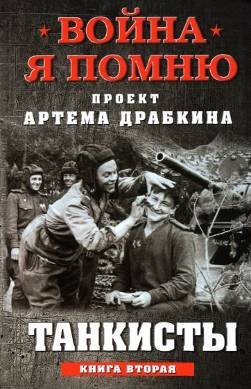 ВОЙНА
Я ПОМНЮ
ПРОЕКТ
АРТЕМА ДРАБКИНА
ТАНКИСТЫ
КНИГА ВТОРАЯ